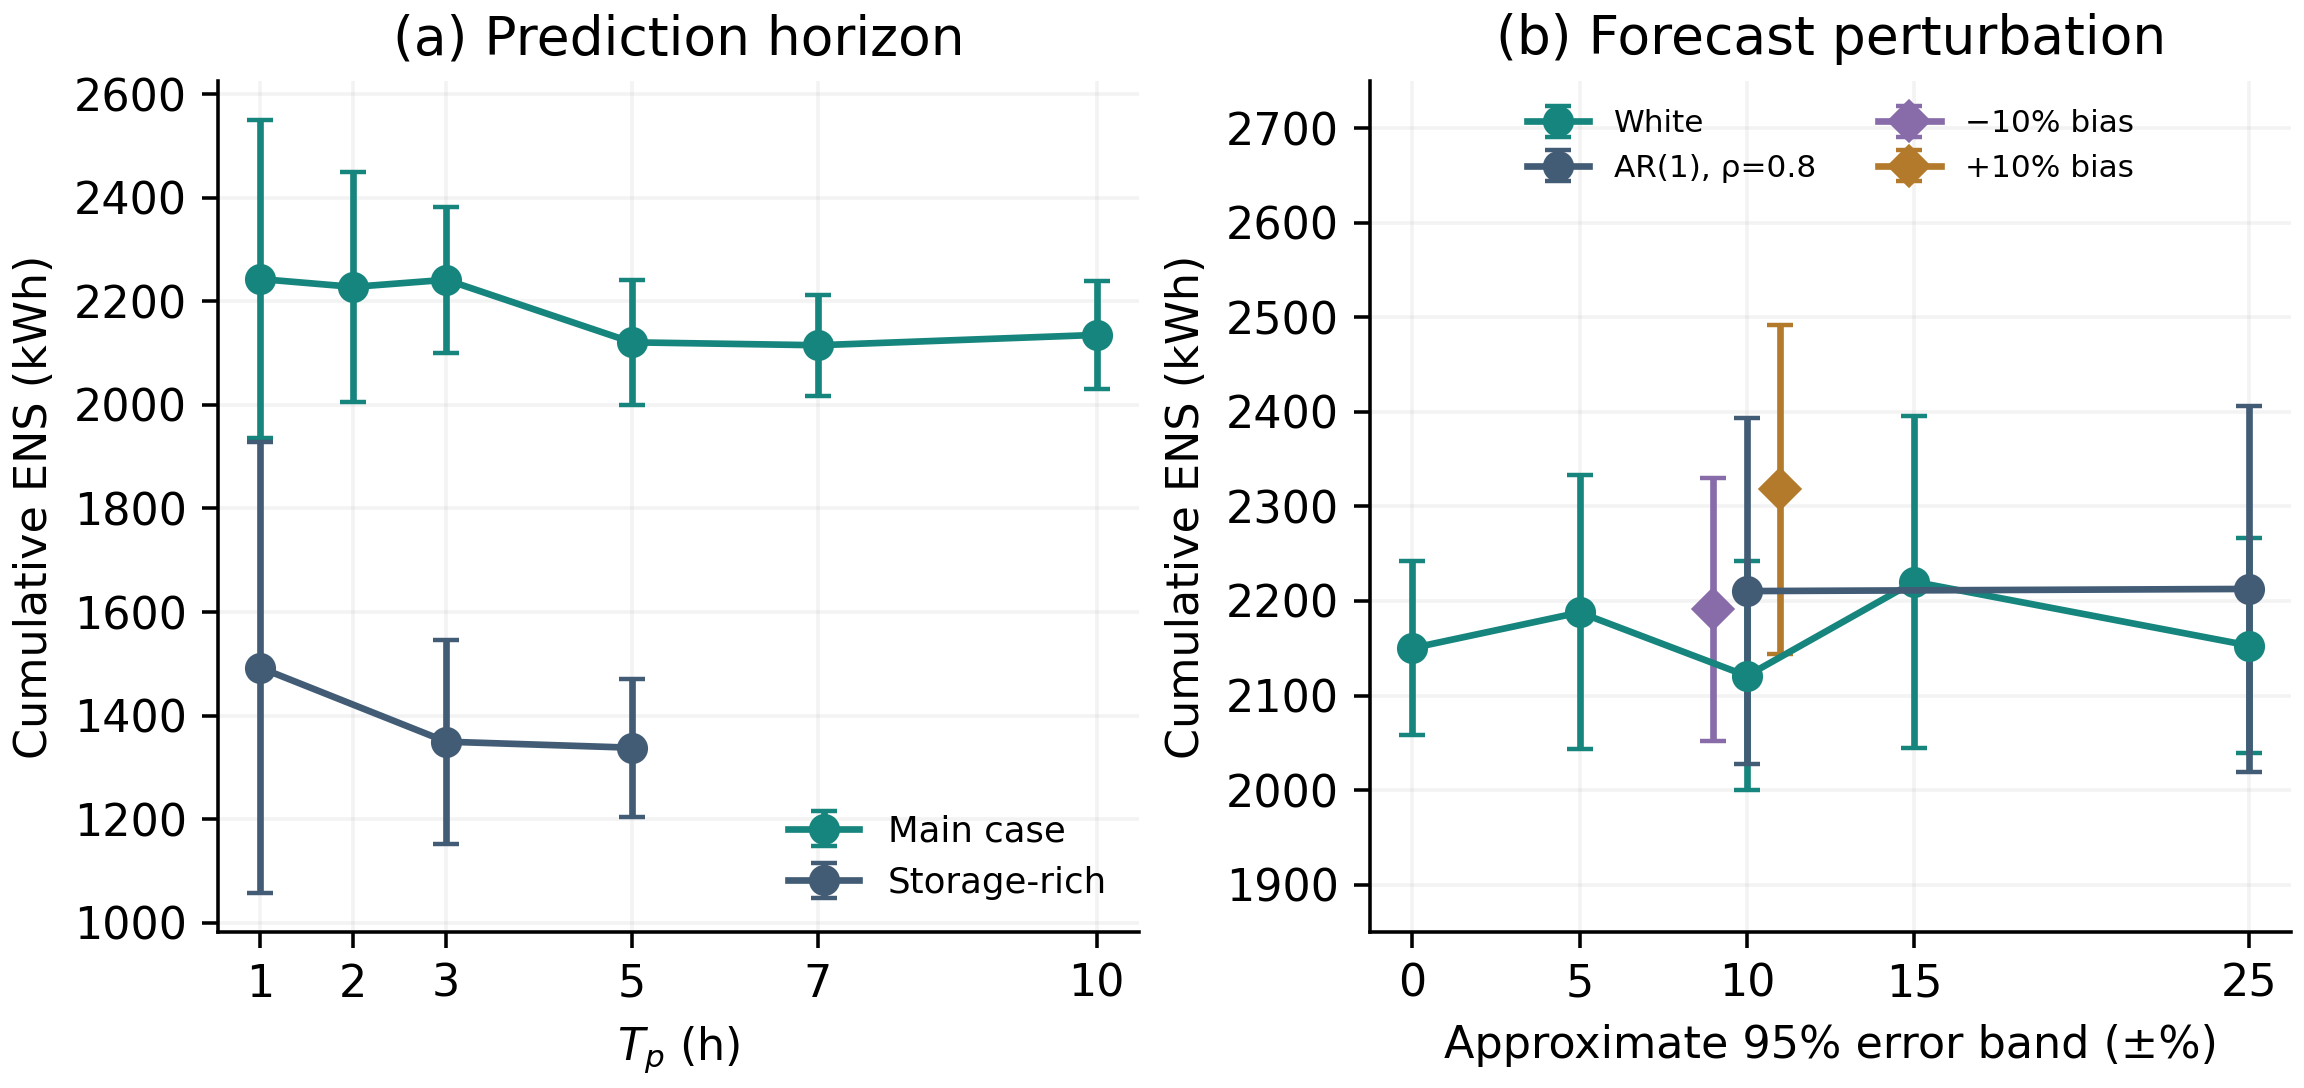 (a) Prediction horizon
Cumulative ENS (kWh)
2600
2400
2200
2000
1800
1600
1400
1200
1000
Main case
Storage-rich
1 2 3 5 7 10
Tp (h)
(b) Forecast perturbation
Cumulative ENS (kWh)
2700
2600
2500
2400
2300
2200
2100
2000
1900
White
AR(1), ρ=0.8
−10% bias
+10% bias
0 5 10 15 25
Approximate 95% error band (±%)